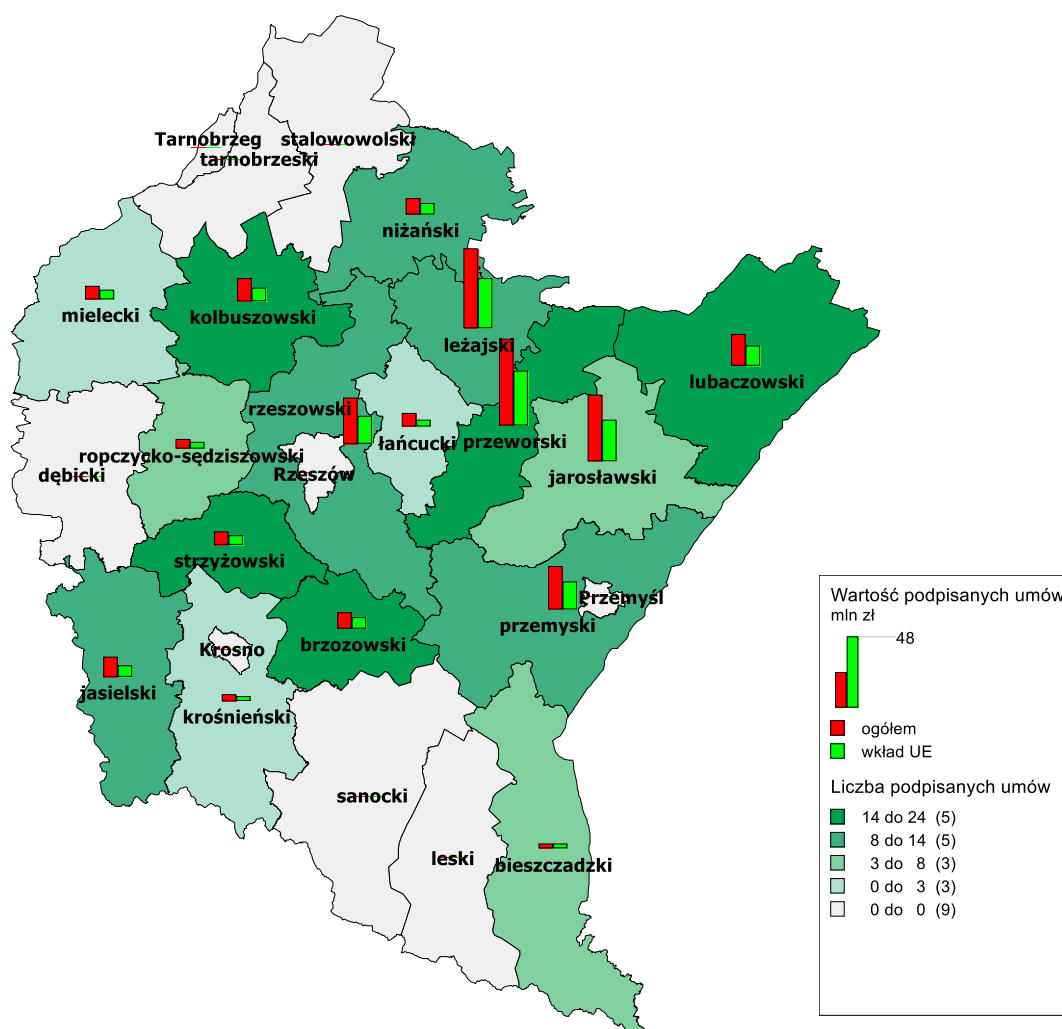 Tarnobrzeg
stalowowolski
tarnobrzeski
niżański
mielecki
kolbuszowski
leżajski
lubaczowski
rzeszowski
łańcucki
przeworski
ropczycko-sędziszowski
dębicki
Rzeszów
jarosławski
strzyżowski
Przemyśl
przemyski
Krosno
brzozowski
jasielski
krośnieński
sanocki
leski
bieszczadzki
Wartość podpisanych umów
mln zł
48
ogółem
wkład UE
Liczba podpisanych umów
14 do 24 (5)
8 do 14 (5)
3 do 8 (3)
0 do 3 (3)
0 do 0 (9)